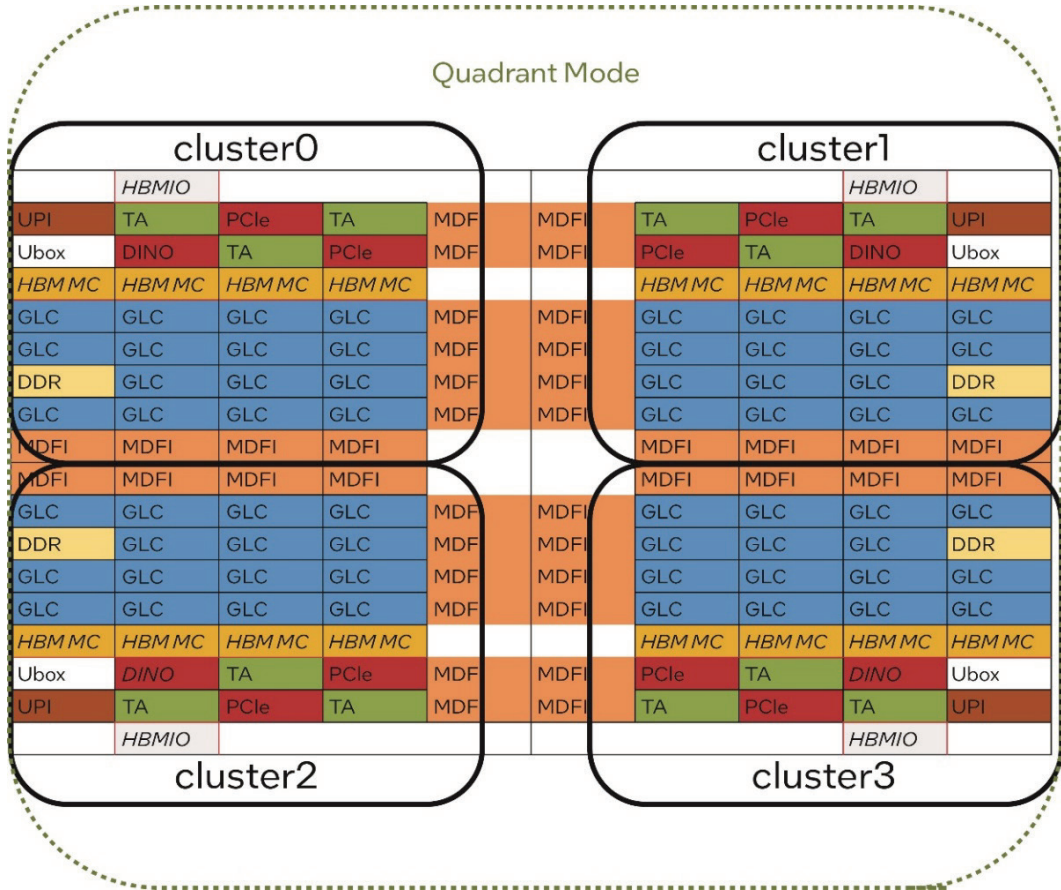 Quadrant Mode
cluster0 cluster1
HBMIO HBMIO
UPI TA PCIe TA MDF MDFI TA PCIe TA UPI
Ubox DINO TA PCIe MDF MDFI PCIe TA DINO Ubox
HBM MC HBM MC HBM MC HBM MC HBM MC HBM MC HBM MC HBM MC
GLC GLC GLC GLC MDF MDFI GLC GLC GLC GLC
GLC GLC GLC GLC MDF MDFI GLC GLC GLC GLC
DDR GLC GLC GLC MDF MDFI GLC GLC GLC DDR
GLC GLC GLC GLC MDF MDFI GLC GLC GLC GLC
MDFI MDFI MDFI MDFI MDFI MDFI MDFI MDFI
MDFI MDFI MDFI MDFI MDFI MDFI MDFI MDFI
GLC GLC GLC GLC MDF MDFI GLC GLC GLC GLC
DDR GLC GLC GLC MDF MDFI GLC GLC GLC DDR
GLC GLC GLC GLC MDF MDFI GLC GLC GLC GLC
GLC GLC GLC GLC MDF MDFI GLC GLC GLC GLC
HBM MC HBM MC HBM MC HBM MC HBM MC HBM MC HBM MC HBM MC
Ubox DINO TA PCIe MDF MDFI PCIe TA DINO Ubox
UPI TA PCIe TA MDF MDFI TA PCIe TA UPI
HBMIO HBMIO
cluster2 cluster3